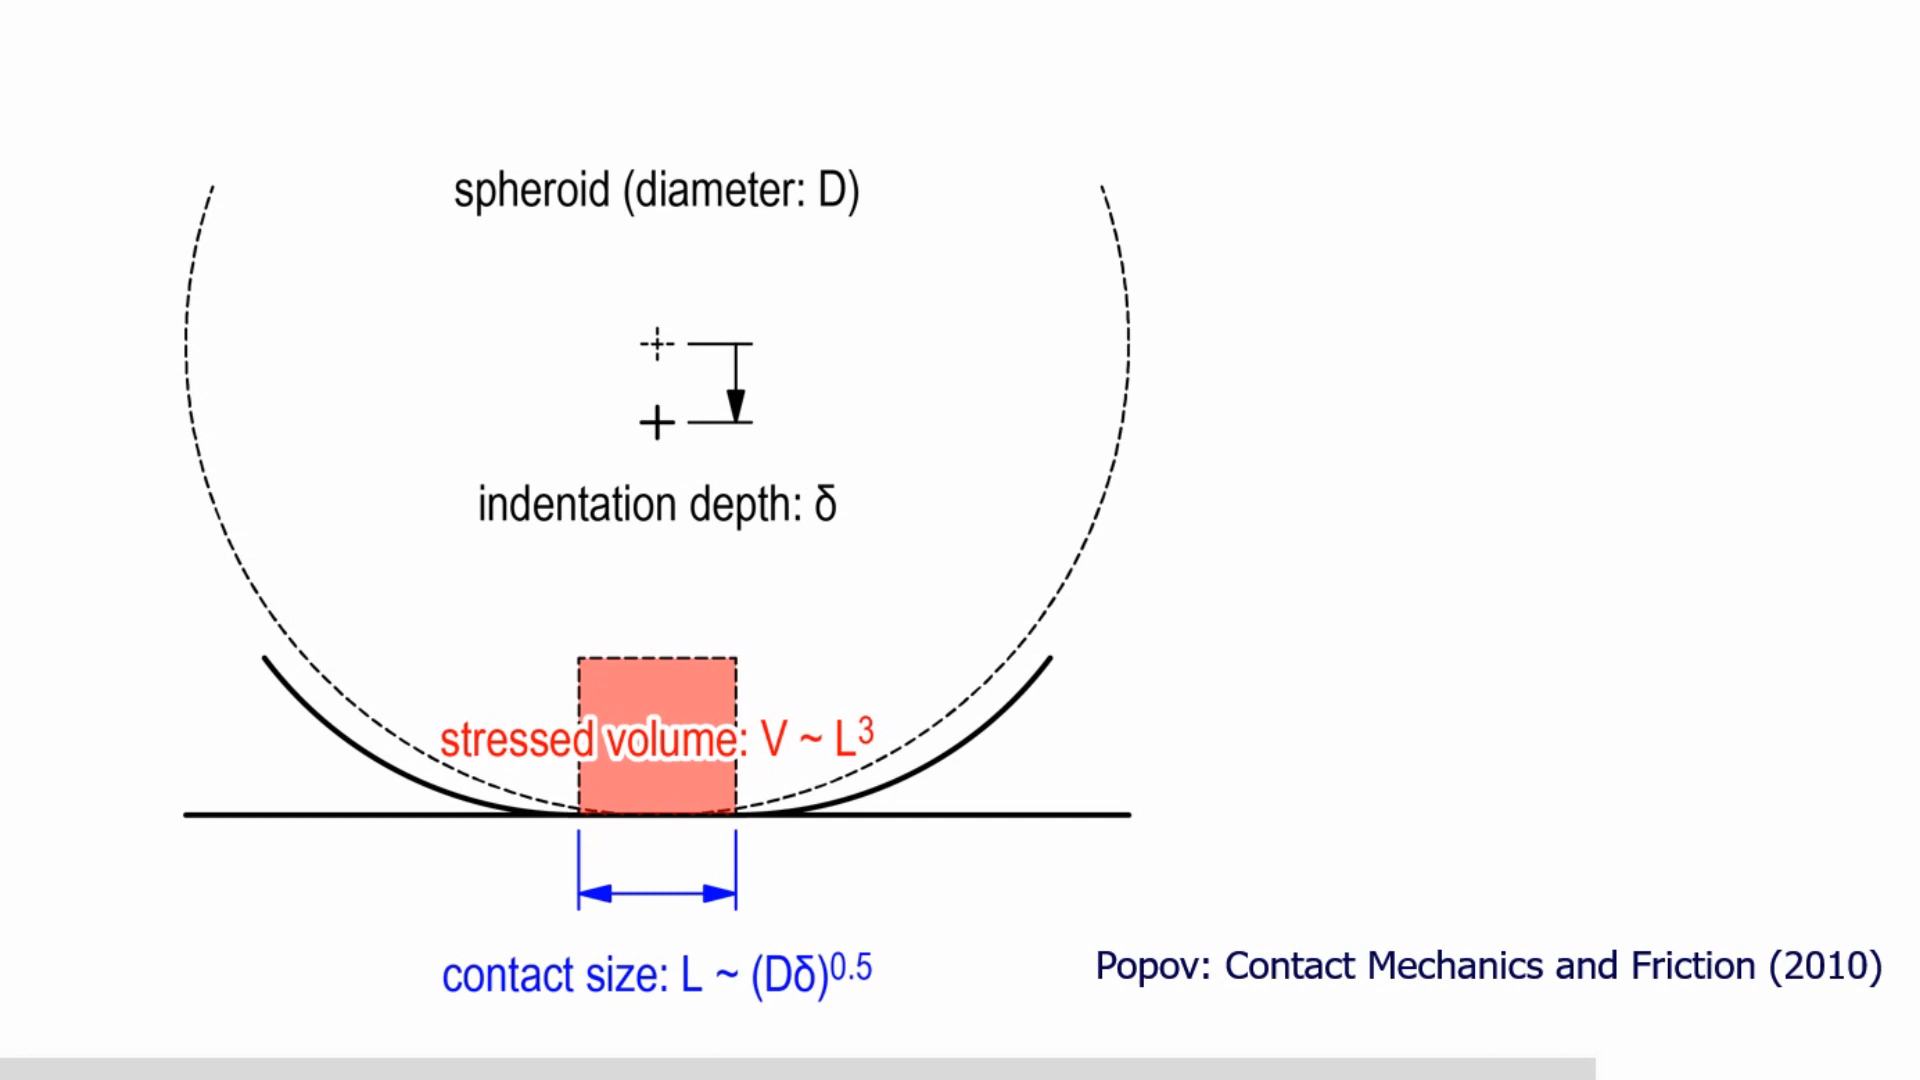 spheroid (diameter: D)
indentation depth: δ
stressed volume: V ~ L³
contact size: L ~ (Dδ)⁰·⁵
Popov: Contact Mechanics and Friction (2010)